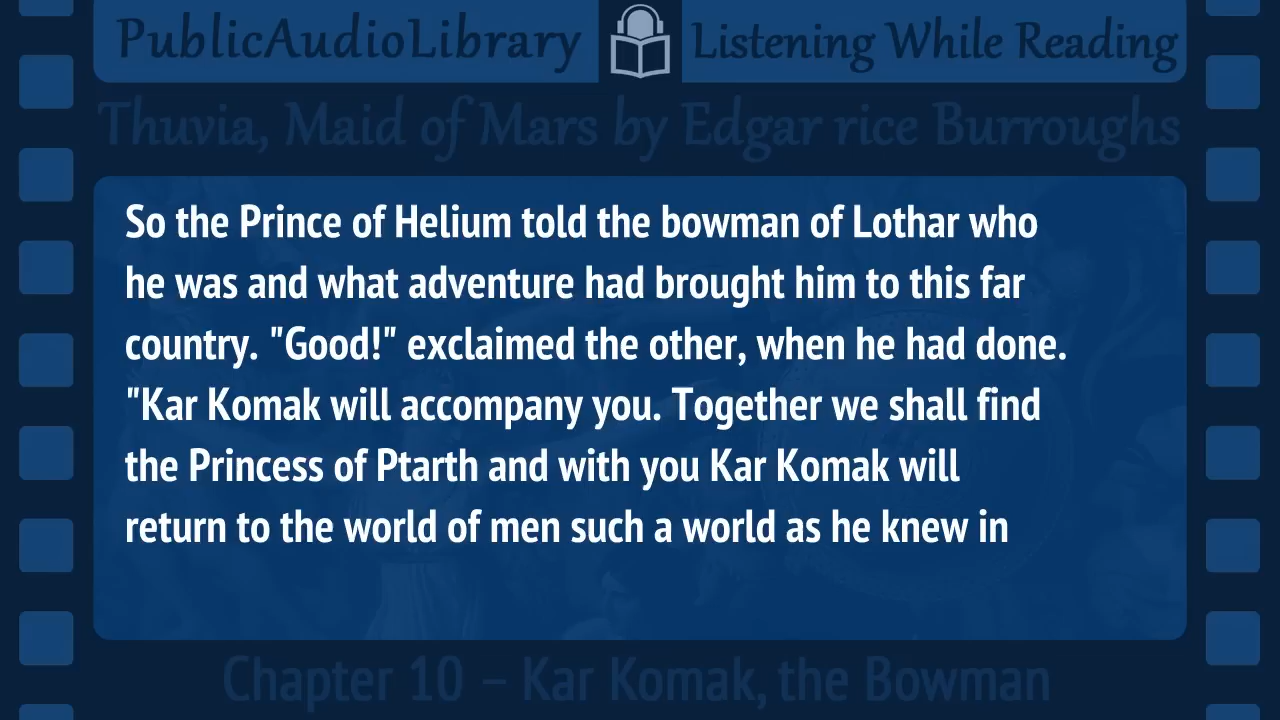 PublicAudioLibrary Listening While Reading
Thuvia, Maid of Mars by Edgar rice Burroughs
So the Prince of Helium told the bowman of Lothar who
he was and what adventure had brought him to this far
country. "Good!" exclaimed the other, when he had done.
"Kar Komak will accompany you. Together we shall find
the Princess of Ptarth and with you Kar Komak will
return to the world of men such a world as he knew in
Chapter 10 – Kar Komak, the Bowman